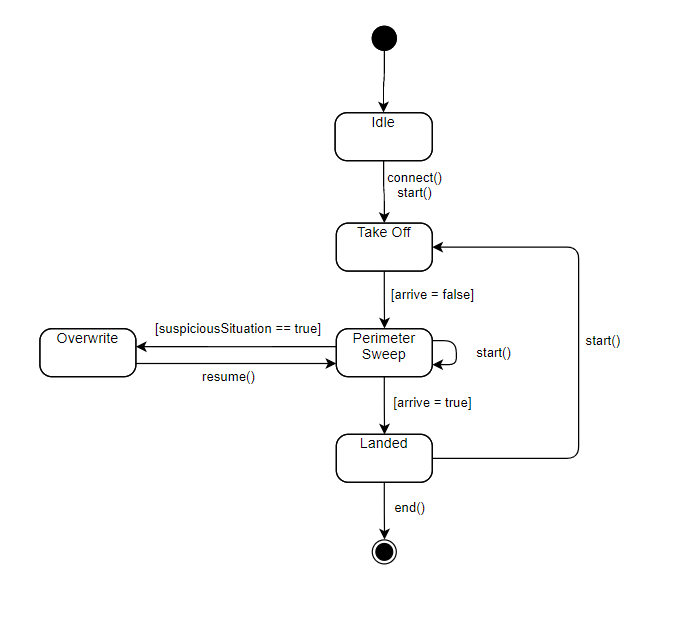 Idle
connect()
start()
Take Off
[arrive = false]
[suspiciousSituation == true]
Overwrite
Perimeter
Sweep
start()
start()
resume()
[arrive = true]
Landed
end()